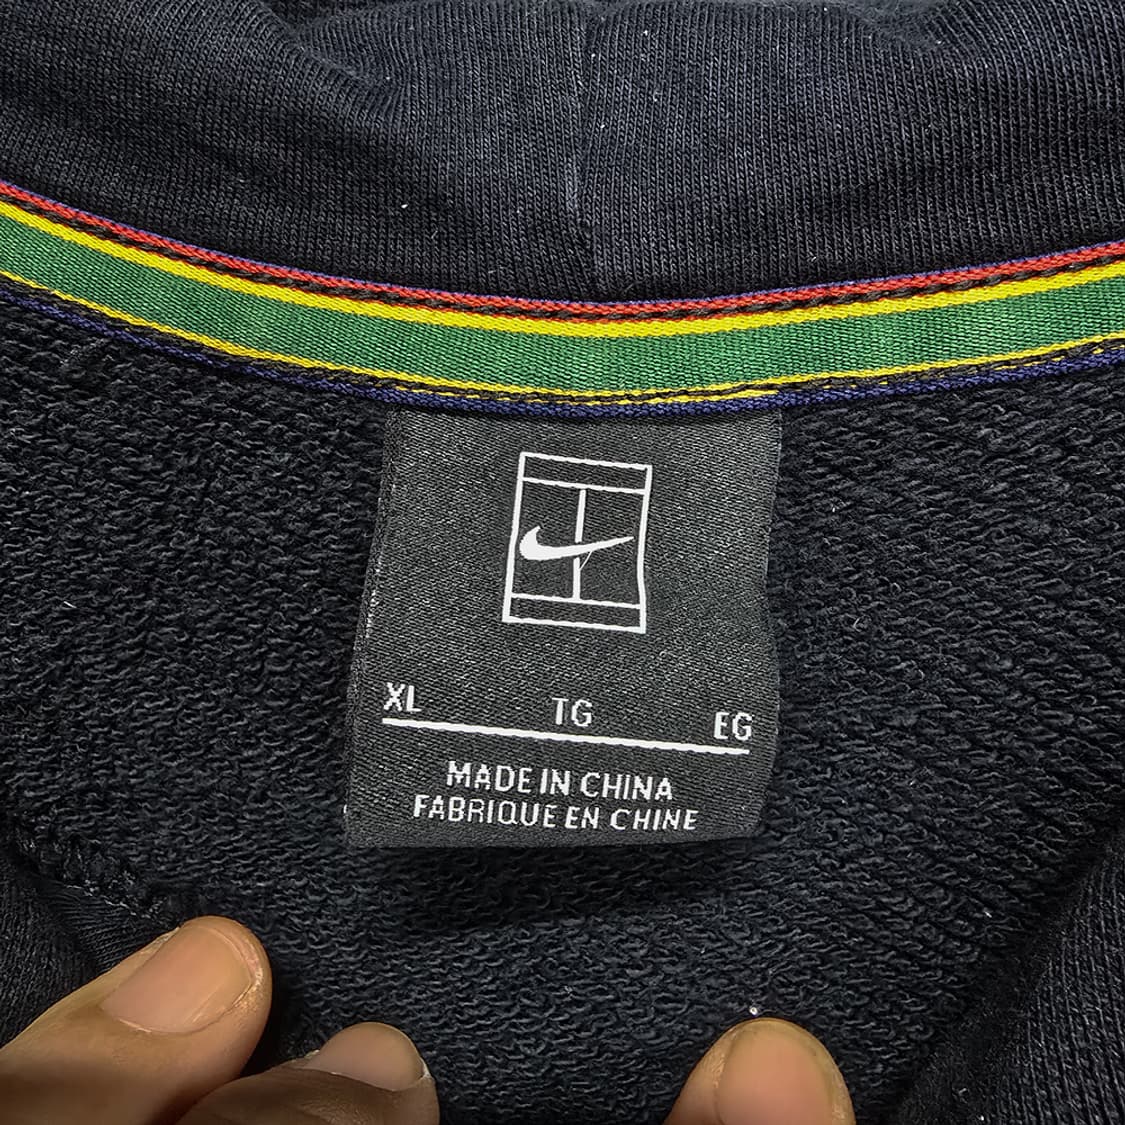 XL TG EG
MADE IN CHINA
FABRIQUE EN CHINE